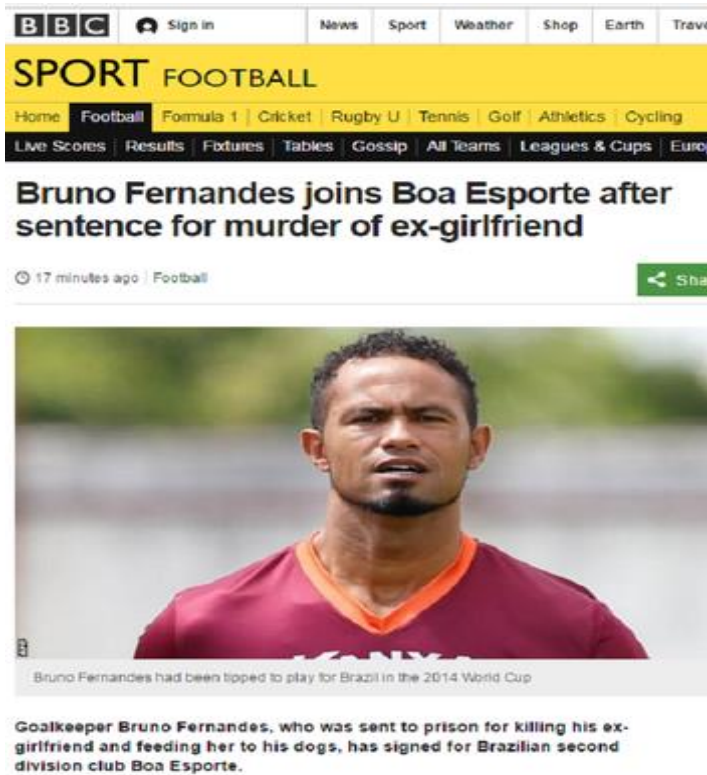 BBC Sign in News Sport Weather Shop Earth Trave
SPORT FOOTBALL
Home Football Formula 1 Cricket Rugby U Tennis Golf Athletics Cycling
Live Scores Results Fixtures Tables Gossip All Teams Leagues & Cups Euro
Bruno Fernandes joins Boa Esporte after
sentence for murder of ex-girlfriend
17 minutes ago Football
Sha
Bruno Fernandes had been tipped to play for Brazil in the 2014 World Cup
Goalkeeper Bruno Fernandes, who was sent to prison for killing his ex-
girlfriend and feeding her to his dogs, has signed for Brazilian second
division club Boa Esporte.